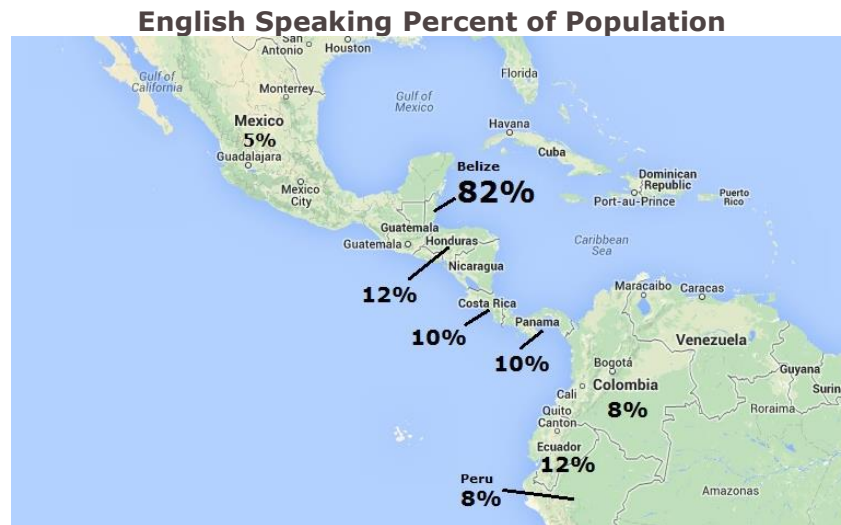 English Speaking Percent of Population
San
Antonio
Houston
Gulf of
California
Monterrey
Florida
Gulf of
Mexico
Mexico
5%
Guadalajara
Mexico
City
Havana
Cuba
Belize
82%
Dominican
Republic
Port-au-Prince
Puerto
Rico
Guatemala
Guatemala
Honduras
Caribbean
Sea
Nicaragua
12%
Costa Rica
10%
Panama
10%
Maracaibo
Caracas
Venezuela
Guyana
Surin
Bogotá
Colombia
8%
Cali
Roraima
Quito
Canton
Ecuador
12%
Peru
8%
Amazonas